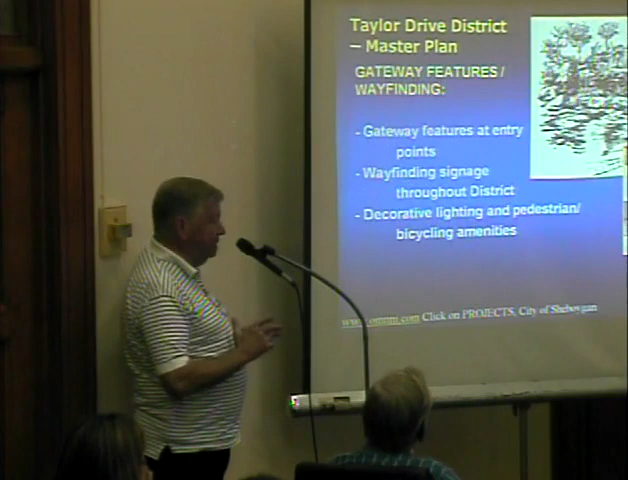 Taylor Drive District
– Master Plan
GATEWAY FEATURES /
WAYFINDING:
- Gateway features at entry
points
- Wayfinding signage
throughout District
- Decorative lighting and pedestrian/
bicycling amenities
Click on PROJECTS, City of Sheboygan